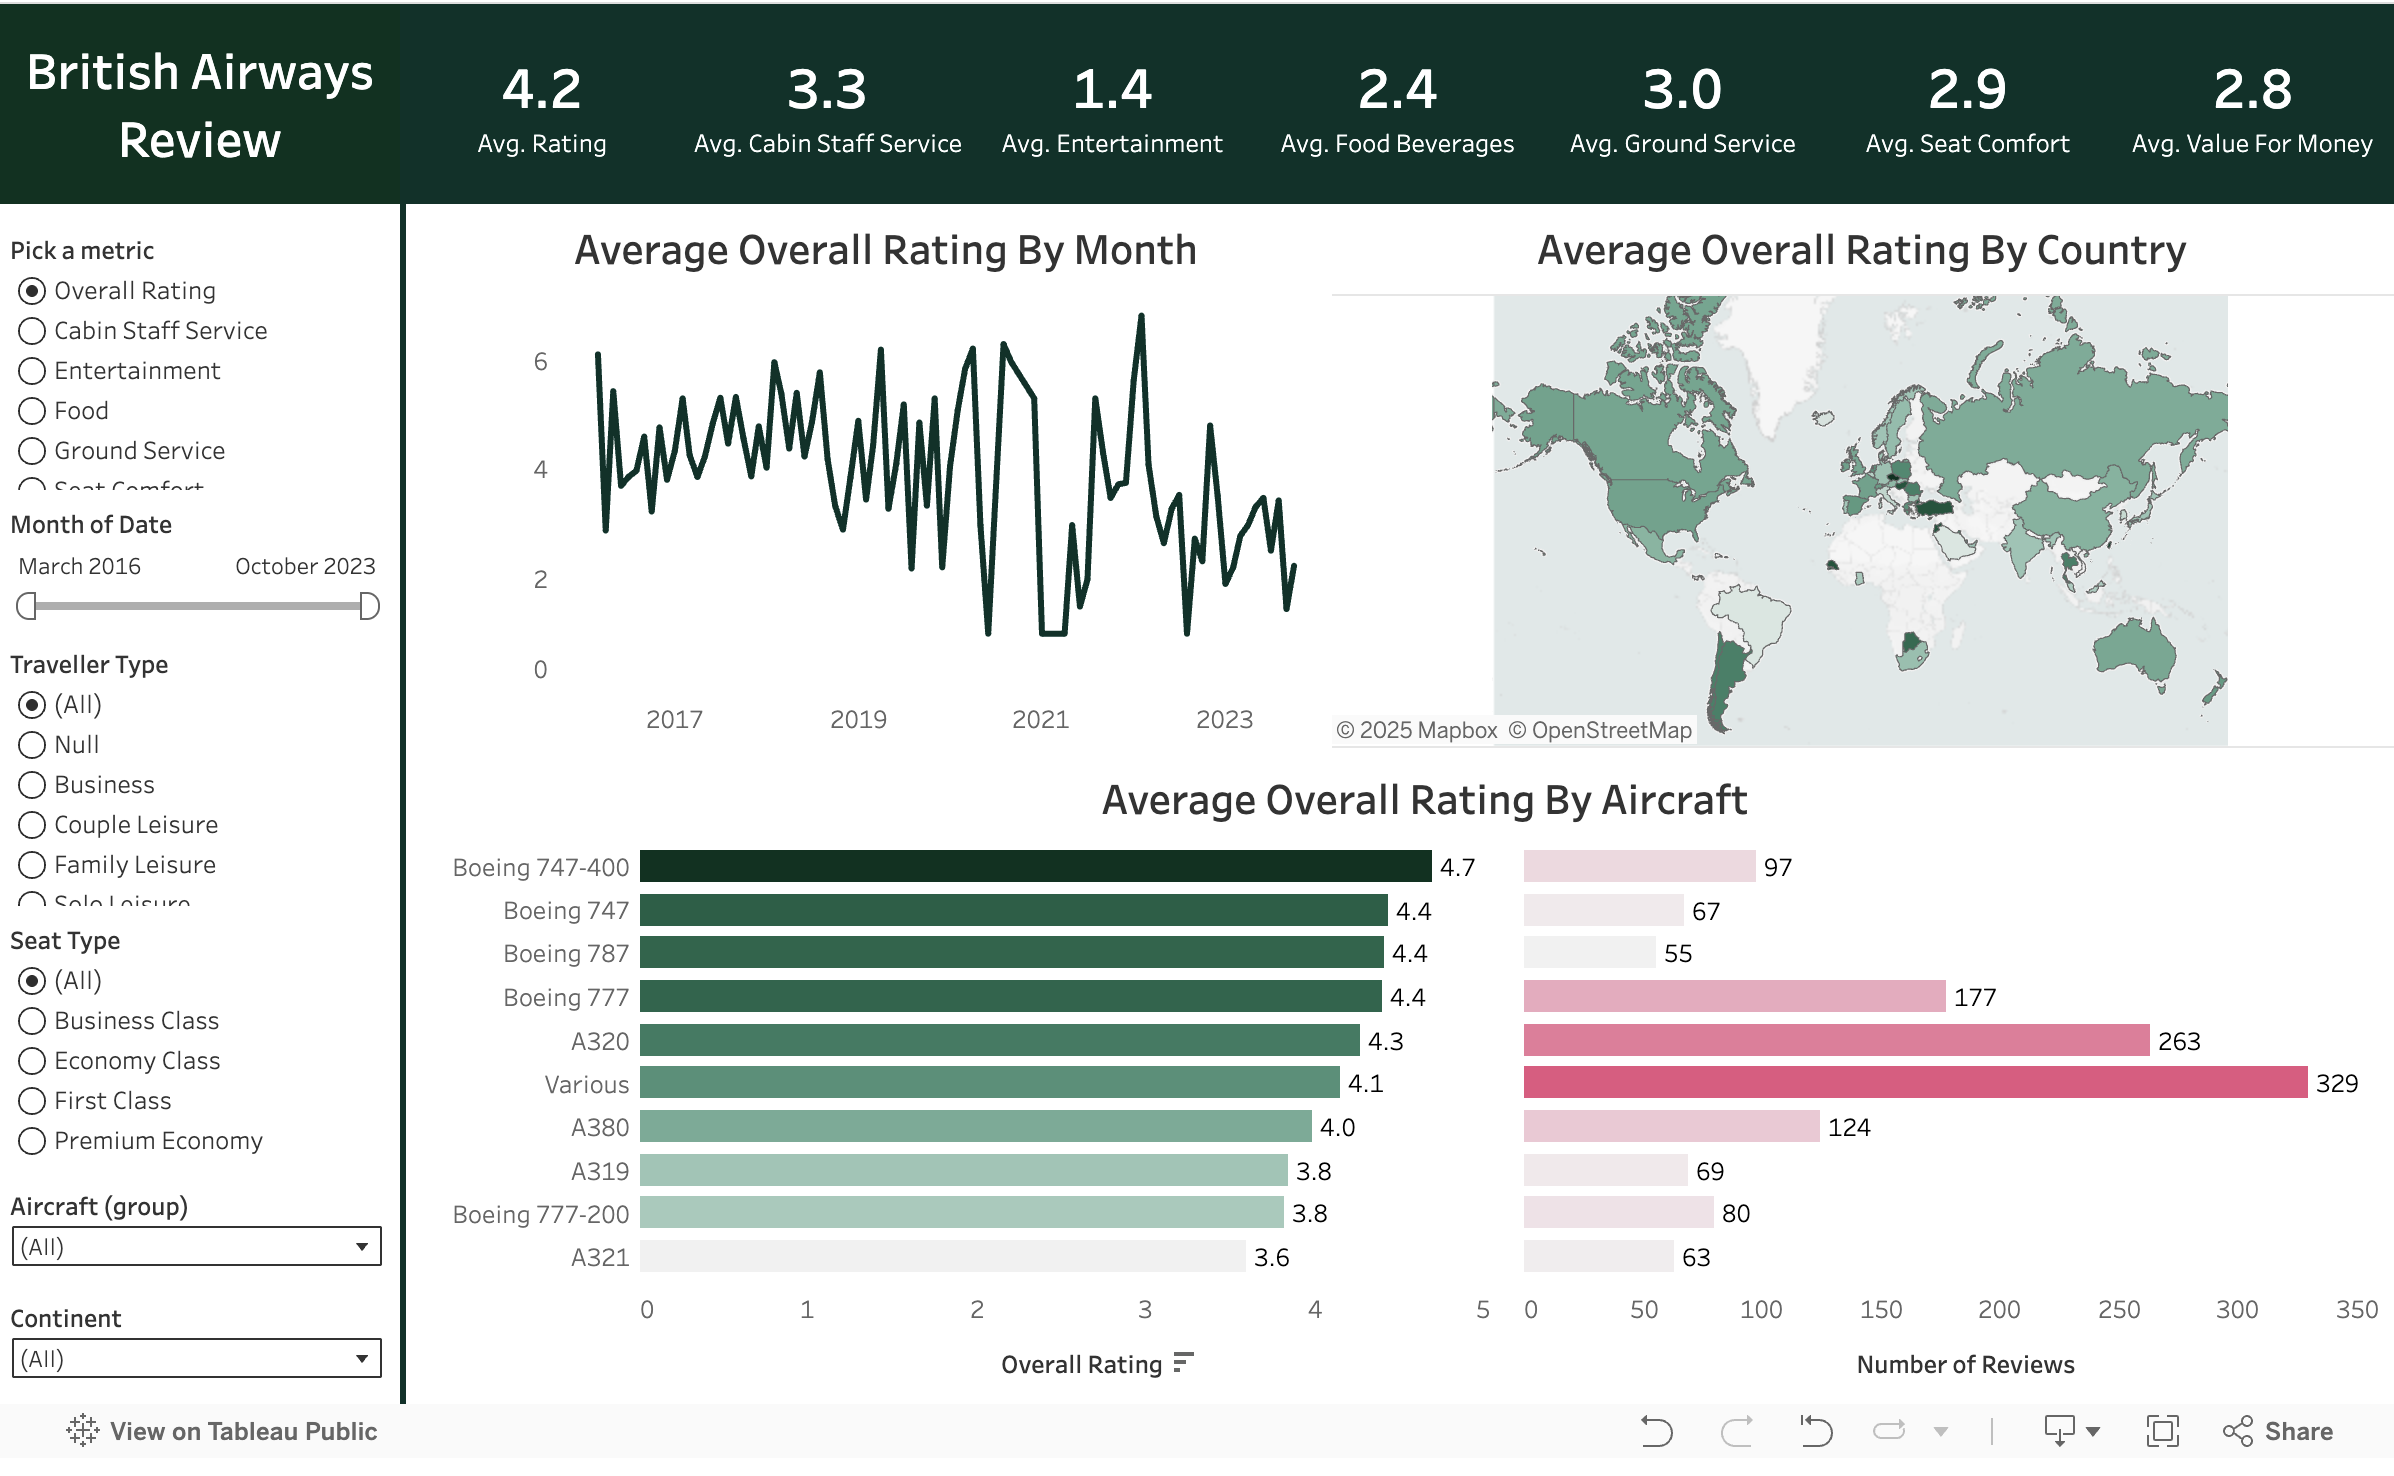 British Airways
Review
4.2
Avg. Rating
3.3
Avg. Cabin Staff Service
1.4
Avg. Entertainment
2.4
Avg. Food Beverages
3.0
Avg. Ground Service
2.9
Avg. Seat Comfort
2.8
Avg. Value For Money
Pick a metric
Overall Rating
Cabin Staff Service
Entertainment
Food
Ground Service
Seat Comfort
Month of Date
March 2016 October 2023
Traveller Type
(All)
Null
Business
Couple Leisure
Family Leisure
Solo Leisure
Seat Type
(All)
Business Class
Economy Class
First Class
Premium Economy
Aircraft (group)
(All)
Continent
(All)
Average Overall Rating By Month
6
4
2
0
2017 2019 2021 2023
Average Overall Rating By Country
© 2025 Mapbox © OpenStreetMap
Average Overall Rating By Aircraft
Boeing 747-400 4.7 97
Boeing 747 4.4 67
Boeing 787 4.4 55
Boeing 777 4.4 177
A320 4.3 263
Various 4.1 329
A380 4.0 124
A319 3.8 69
Boeing 777-200 3.8 80
A321 3.6 63
0 1 2 3 4 5 0 50 100 150 200 250 300 350
Overall Rating Number of Reviews
View on Tableau Public Share